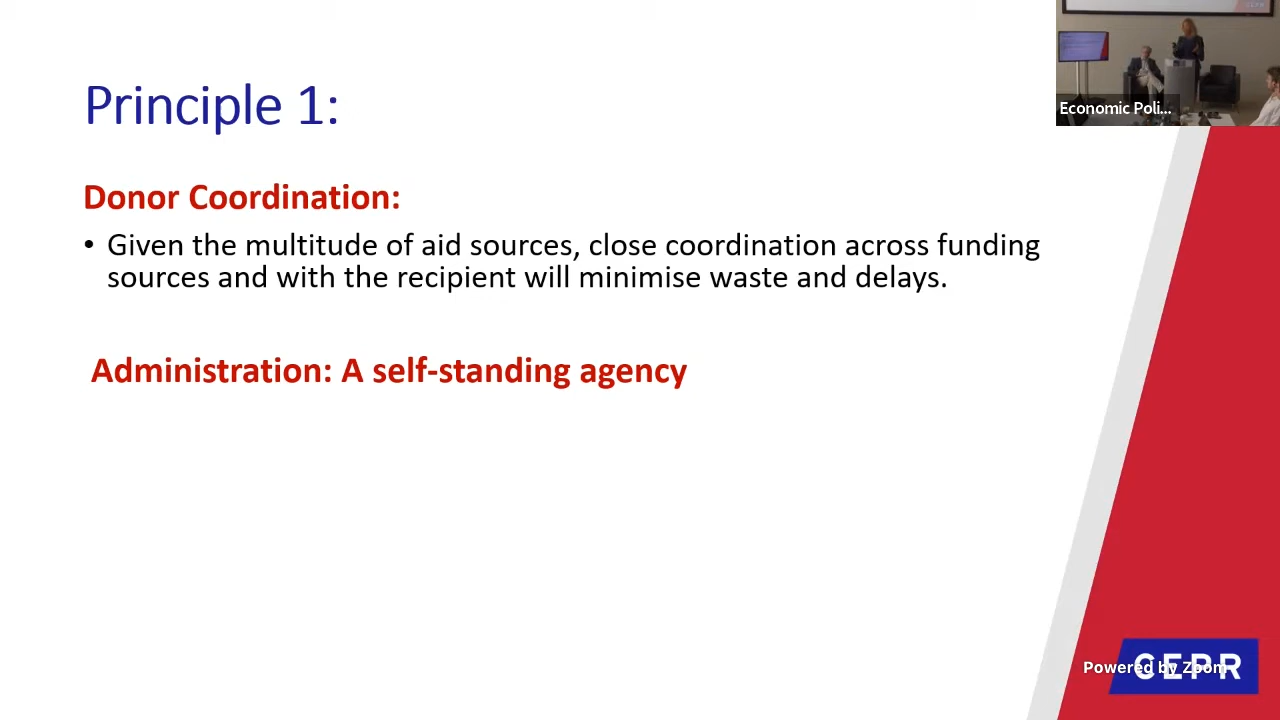 Principle 1:
Economic Poli...
Donor Coordination:
• Given the multitude of aid sources, close coordination across funding
sources and with the recipient will minimise waste and delays.
Administration: A self-standing agency
CEPR
Powered by Zoom